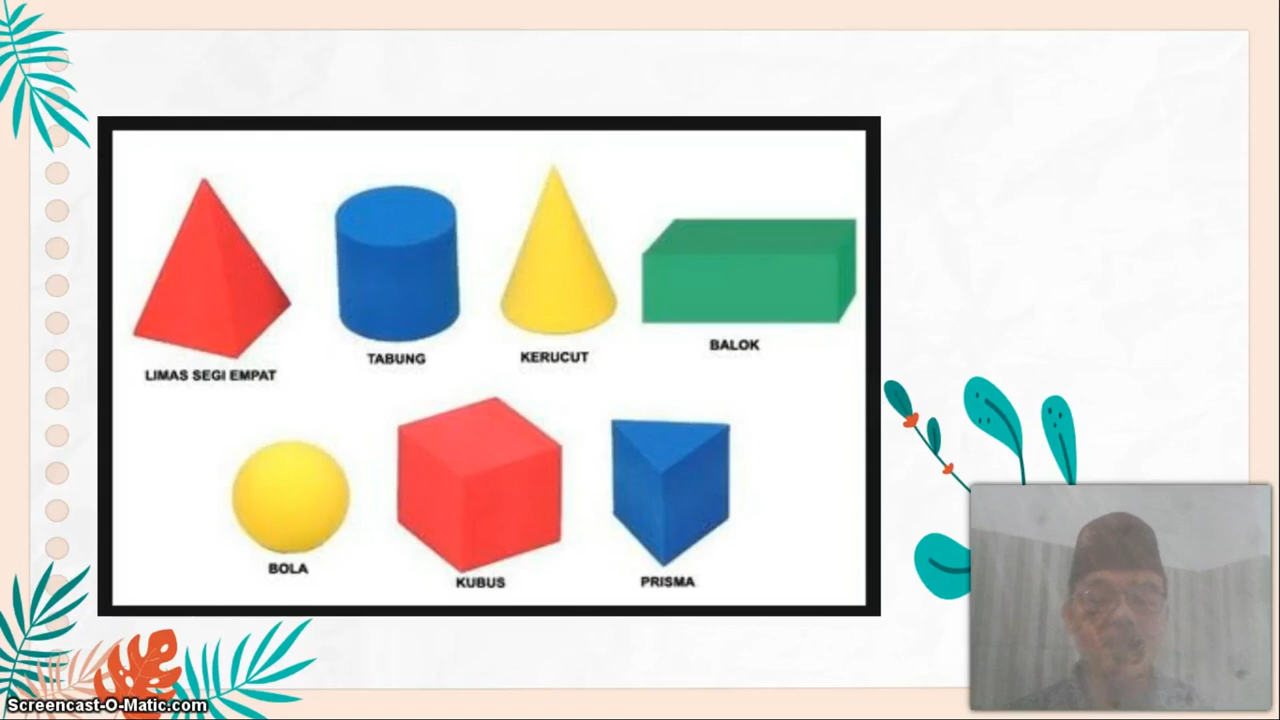 LIMAS SEGI EMPAT
TABUNG
KERUCUT
BALOK
BOLA
KUBUS
PRISMA
Screencast-O-Matic.com